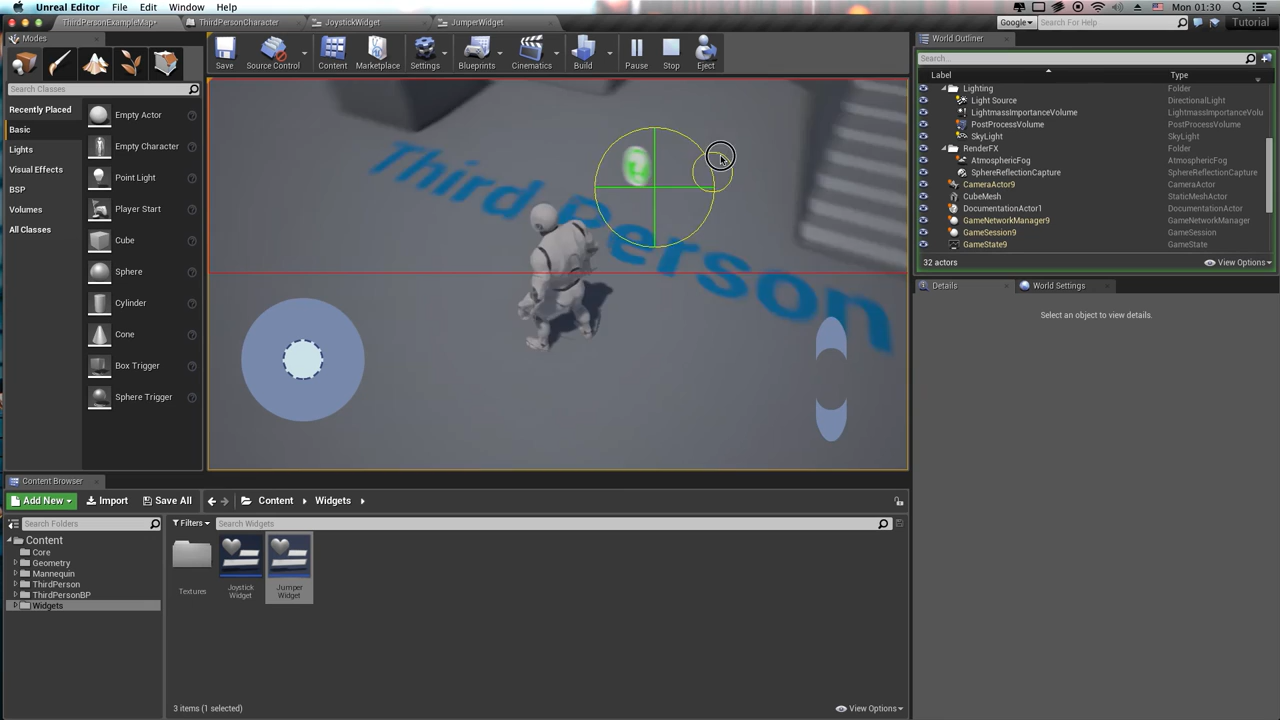 Unreal Editor File Edit Window Help Mon 01:30
ThirdPersonExampleMap* ThirdPersonCharacter JoystickWidget JumperWidget Google Search For Help Tutorial
Modes
World Outliner
Save Source Control Content Marketplace Settings Blueprints Cinematics Build Pause Stop Eject
Search...
Label Type
Search Classes
Recently Placed
Basic
Lights
Visual Effects
BSP
Volumes
All Classes
Empty Actor
Empty Character
Point Light
Player Start
Cube
Sphere
Cylinder
Cone
Box Trigger
Sphere Trigger
Third Person
Lighting Folder
Light Source DirectionalLight
LightmassImportanceVolume LightmassImportanceVolu
PostProcessVolume PostProcessVolume
SkyLight SkyLight
RenderFX Folder
AtmosphericFog AtmosphericFog
SphereReflectionCapture SphereReflectionCapture
CameraActor9 CameraActor
CubeMesh StaticMeshActor
DocumentationActor1 DocumentationActor
GameNetworkManager9 GameNetworkManager
GameSession9 GameSession
GameState9 GameState
32 actors View Options
Details World Settings
Select an object to view details.
Content Browser
Add New Import Save All Content Widgets
Search Folders
Filters Search Widgets
Content
Core
Geometry
Mannequin
ThirdPerson
ThirdPersonBP
Widgets
Textures
Joystick
Widget
Jumper
Widget
3 items (1 selected) View Options